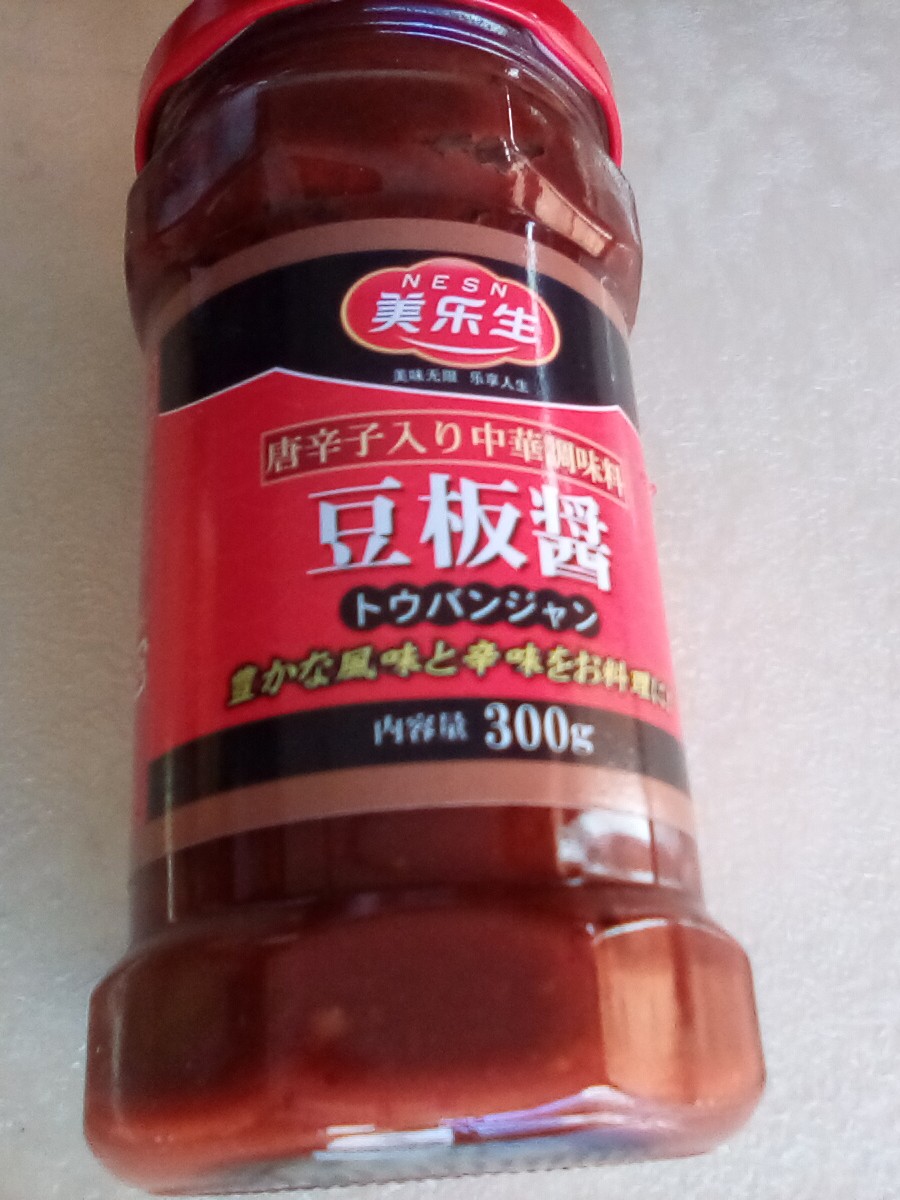 NESN
美乐生
美味无限 乐享人生
唐辛子入り中華調味料
豆板醤
トウバンジャン
豊かな風味と辛味をお料理に
内容量 300g